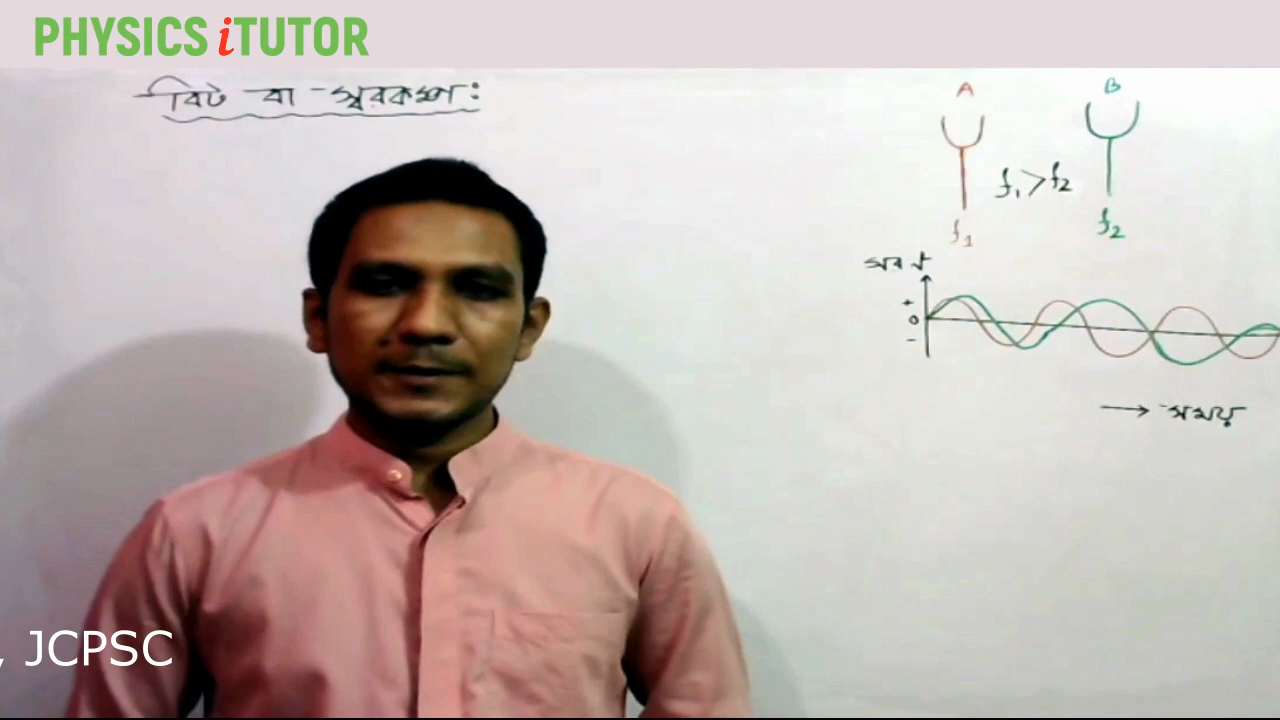 PHYSICS iTUTOR
বিট বা স্বরকম্প:
A B
f₁ > f₂
f₁ f₂
সরণ
+
0
-
→ সময়
, JCPSC